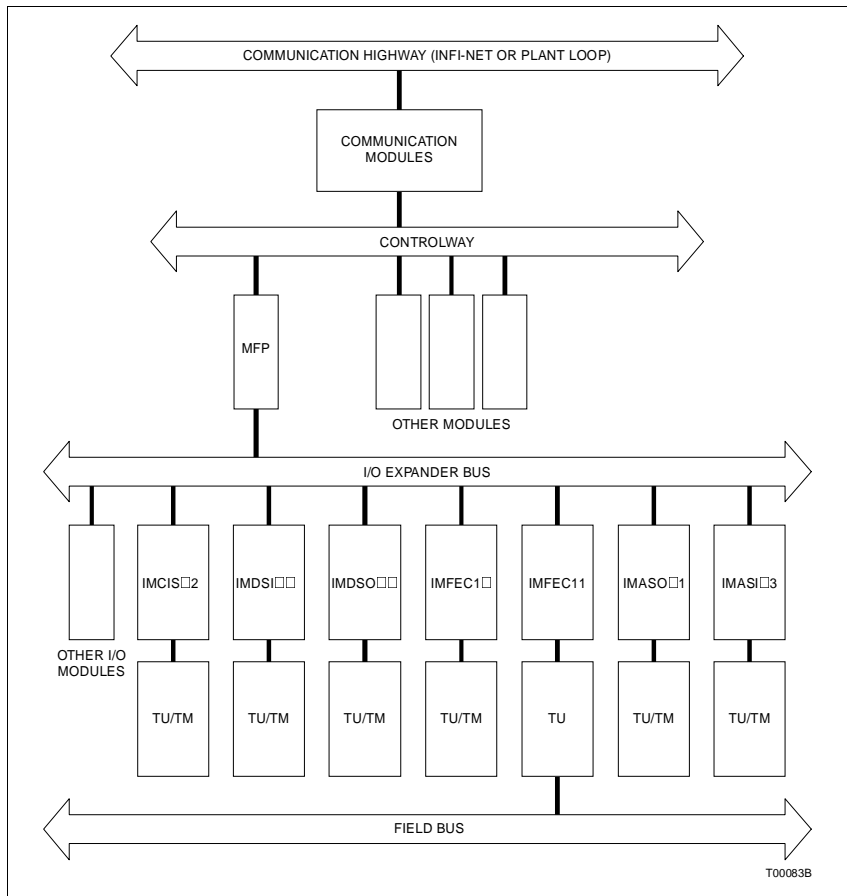 COMMUNICATION HIGHWAY (INFI-NET OR PLANT LOOP)
COMMUNICATION
MODULES
CONTROLWAY
MFP
OTHER MODULES
I/O EXPANDER BUS
IMCIS□2
IMDSI□□
IMDSO□□
IMFEC1□
IMFEC11
IMASO□1
IMASI□3
OTHER I/O
MODULES
TU/TM
TU/TM
TU/TM
TU/TM
TU
TU/TM
TU/TM
FIELD BUS
T00083B